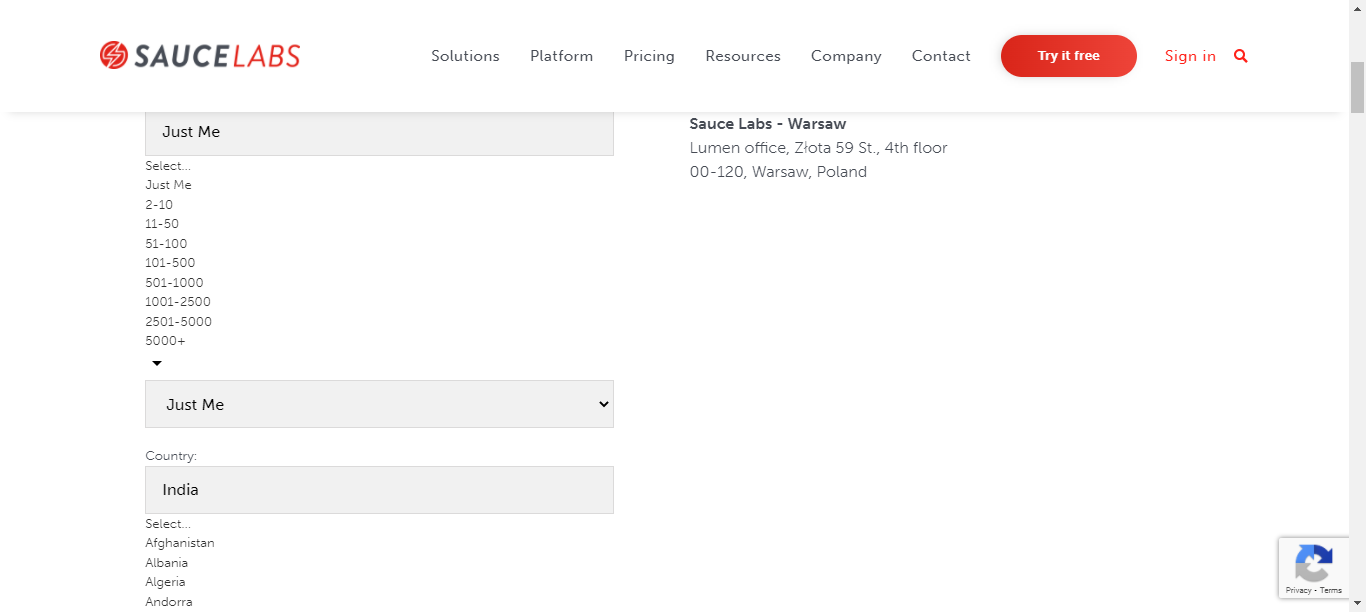 SAUCELABS
Solutions
Platform
Pricing
Resources
Company
Contact
Try it free
Sign in
Just Me
Select...
Just Me
2-10
11-50
51-100
101-500
501-1000
1001-2500
2501-5000
5000+
Just Me
Country:
India
Select...
Afghanistan
Albania
Algeria
Andorra
Sauce Labs - Warsaw
Lumen office, Złota 59 St., 4th floor
00-120, Warsaw, Poland
Privacy - Terms